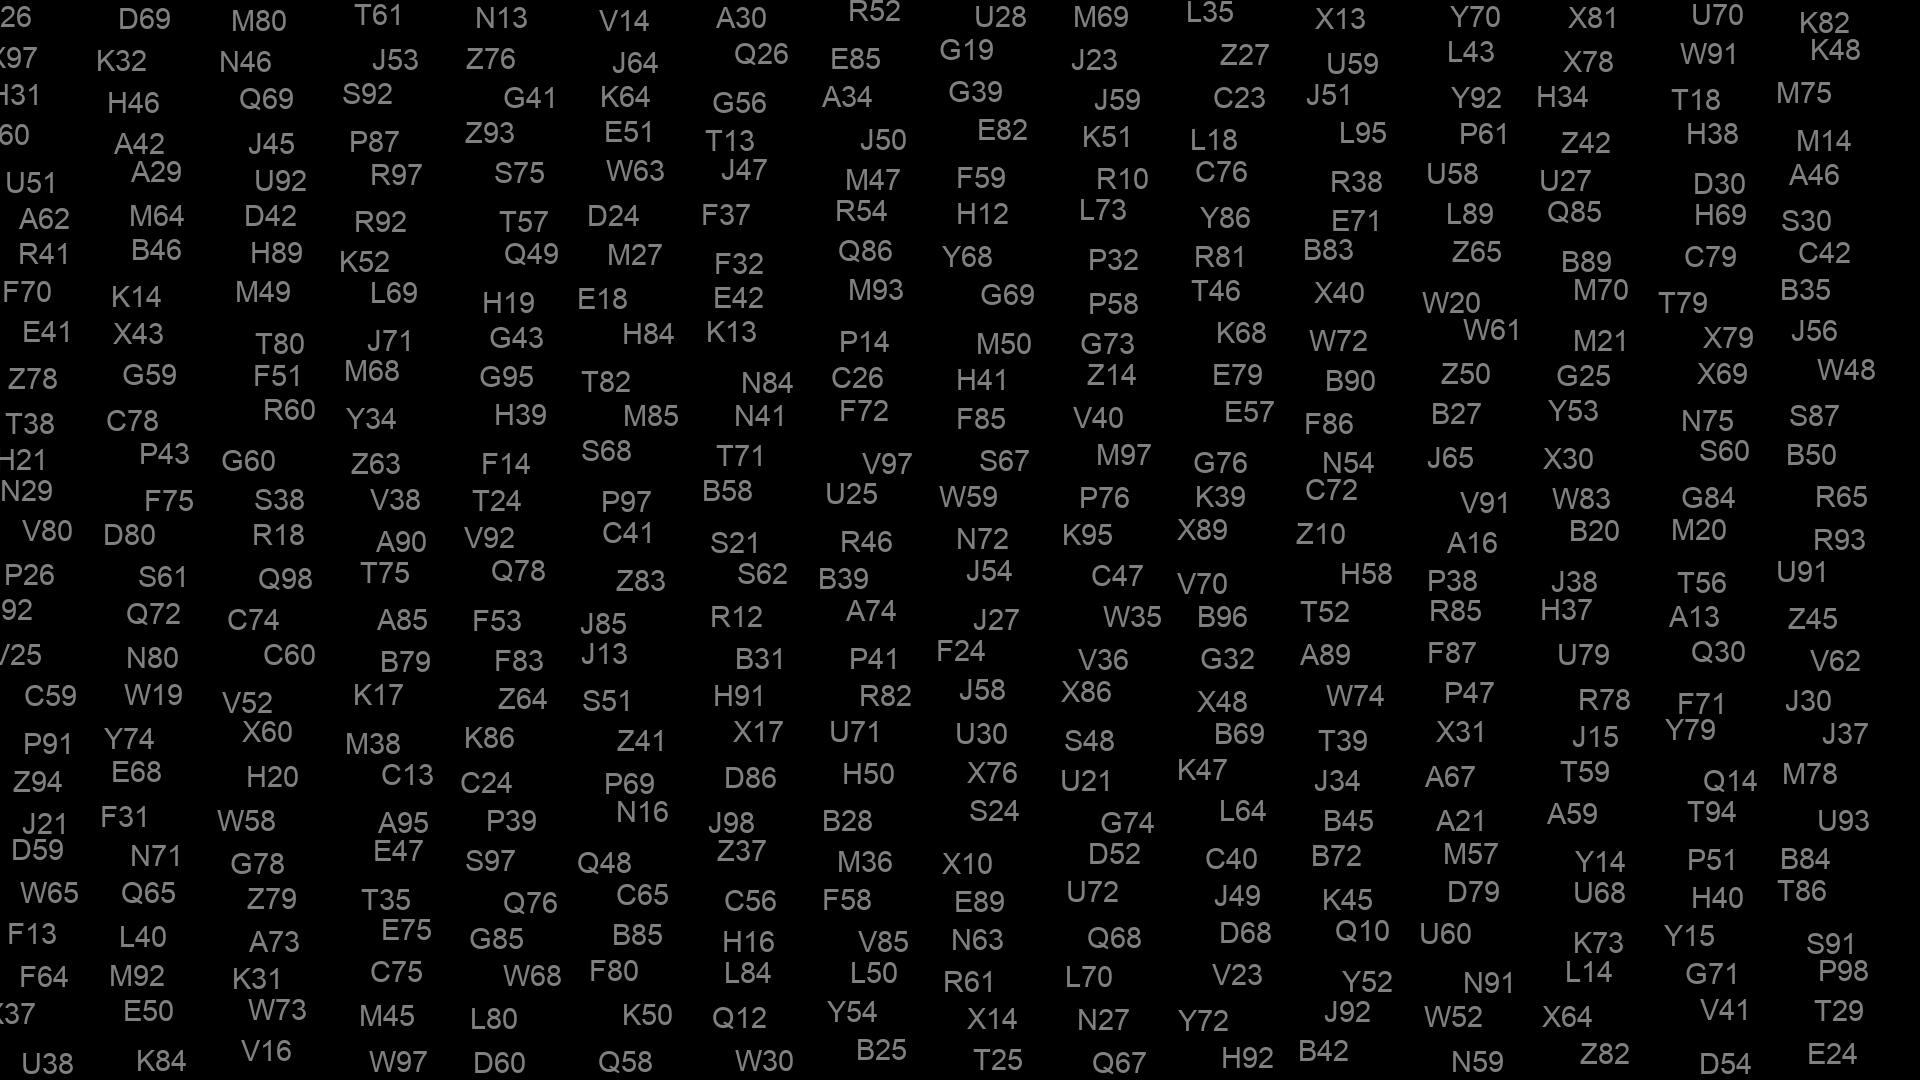 26 D69 M80 T61 N13 V14 A30 R52 U28 M69 L35 X13 Y70 X81 U70 K82
97 K32 N46 J53 Z76 J64 Q26 E85 G19 J23 Z27 U59 L43 X78 W91 K48
H31 H46 Q69 S92 G41 K64 G56 A34 G39 J59 C23 J51 Y92 H34 T18 M75
60 A42 J45 P87 Z93 E51 T13 J50 E82 K51 L18 L95 P61 Z42 H38 M14
U51 A29 U92 R97 S75 W63 J47 M47 F59 R10 C76 R38 U58 U27 D30 A46
A62 M64 D42 R92 T57 D24 F37 R54 H12 L73 Y86 E71 L89 Q85 H69 S30
R41 B46 H89 K52 Q49 M27 F32 Q86 Y68 P32 R81 B83 Z65 B89 C79 C42
F70 K14 M49 L69 H19 E18 E42 M93 G69 P58 T46 X40 W20 M70 T79 B35
E41 X43 T80 J71 G43 H84 K13 P14 M50 G73 K68 W72 W61 M21 X79 J56
Z78 G59 F51 M68 G95 T82 N84 C26 H41 Z14 E79 B90 Z50 G25 X69 W48
T38 C78 R60 Y34 H39 M85 N41 F72 F85 V40 E57 F86 B27 Y53 N75 S87
H21 P43 G60 Z63 F14 S68 T71 V97 S67 M97 G76 N54 J65 X30 S60 B50
N29 F75 S38 V38 T24 P97 B58 U25 W59 P76 K39 C72 V91 W83 G84 R65
V80 D80 R18 A90 V92 C41 S21 R46 N72 K95 X89 Z10 A16 B20 M20 R93
P26 S61 Q98 T75 Q78 Z83 S62 B39 J54 C47 V70 H58 P38 J38 T56 U91
92 Q72 C74 A85 F53 J85 R12 A74 J27 W35 B96 T52 R85 H37 A13 Z45
V25 N80 C60 B79 F83 J13 B31 P41 F24 V36 G32 A89 F87 U79 Q30 V62
C59 W19 V52 K17 Z64 S51 H91 R82 J58 X86 X48 W74 P47 R78 F71 J30
P91 Y74 X60 M38 K86 Z41 X17 U71 U30 S48 B69 T39 X31 J15 Y79 J37
Z94 E68 H20 C13 C24 P69 D86 H50 X76 U21 K47 J34 A67 T59 Q14 M78
J21 F31 W58 A95 P39 N16 J98 B28 S24 G74 L64 B45 A21 A59 T94 U93
D59 N71 G78 E47 S97 Q48 Z37 M36 X10 D52 C40 B72 M57 Y14 P51 B84
W65 Q65 Z79 T35 Q76 C65 C56 F58 E89 U72 J49 K45 D79 U68 H40 T86
F13 L40 A73 E75 G85 B85 H16 V85 N63 Q68 D68 Q10 U60 K73 Y15 S91
F64 M92 K31 C75 W68 F80 L84 L50 R61 L70 V23 Y52 N91 L14 G71 P98
37 E50 W73 M45 L80 K50 Q12 Y54 X14 N27 Y72 J92 W52 X64 V41 T29
U38 K84 V16 W97 D60 Q58 W30 B25 T25 Q67 H92 B42 N59 Z82 D54 E24